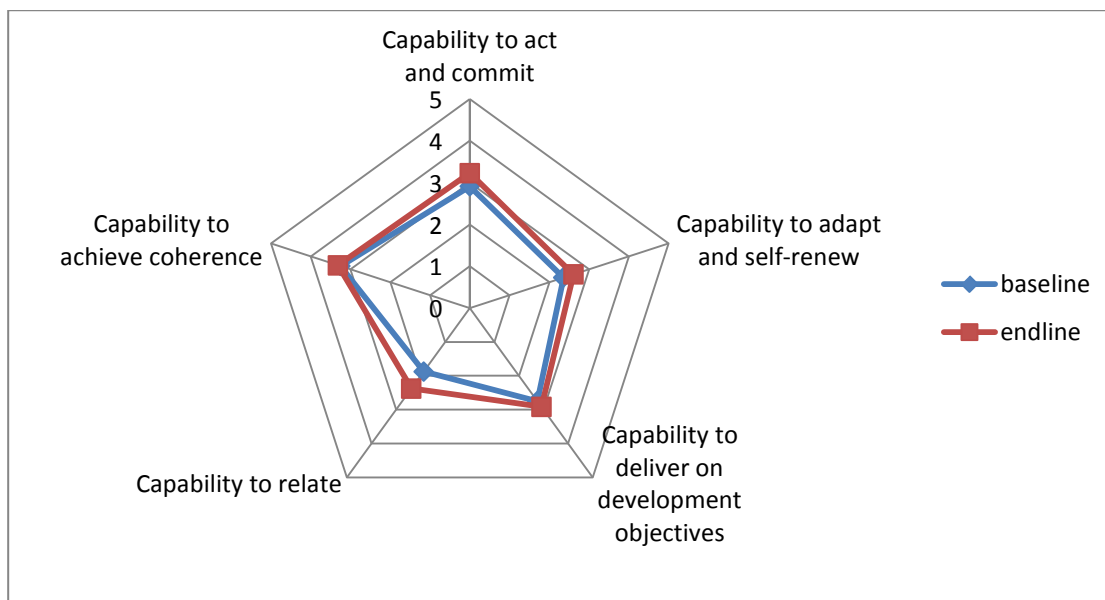 Capability to act
and commit
5
4
3
2
1
0
Capability to adapt
and self-renew
Capability to
achieve coherence
baseline
endline
Capability to
deliver on
development
objectives
Capability to relate